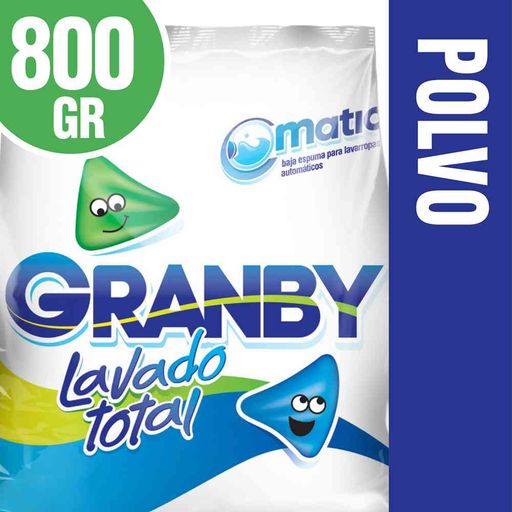 800
GR
matic
baja espuma para lavarropas
automáticos
GRANBY
Lavado
total
POLVO